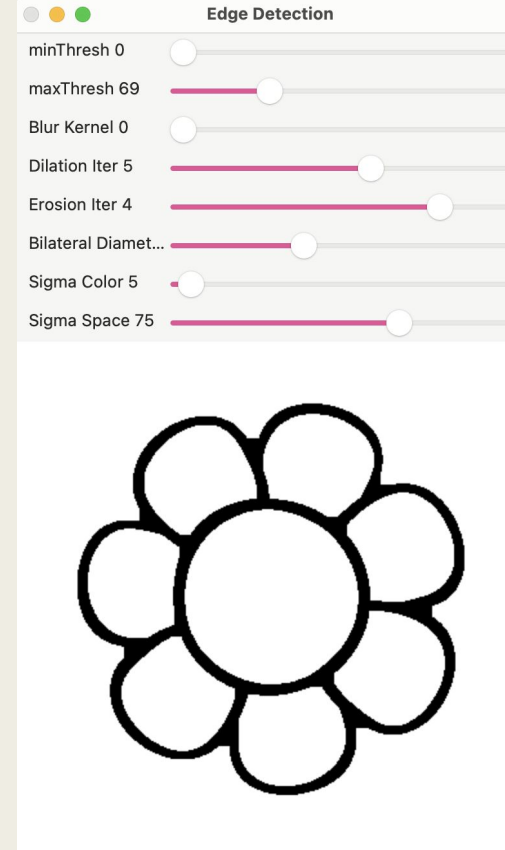 Edge Detection
minThresh 0
maxThresh 69
Blur Kernel 0
Dilation Iter 5
Erosion Iter 4
Bilateral Diamet...
Sigma Color 5
Sigma Space 75